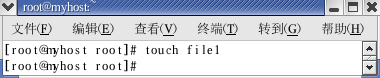 root@myhost:~
文件(F) 编辑(E) 查看(V) 终端(T) 转到(G) 帮助(H)
[root@myhost root]# touch file1
[root@myhost root]#